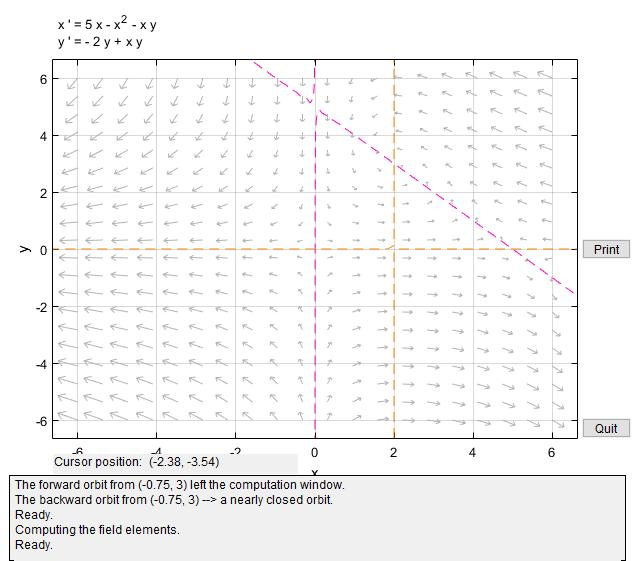 x ' = 5 x - x² - x y
y ' = - 2 y + x y
6
4
2
0
-2
-4
-6
y
-6 -4 -2 0 2 4 6
x
Print
Quit
Cursor position: (-2.38, -3.54)
The forward orbit from (-0.75, 3) left the computation window.
The backward orbit from (-0.75, 3) --> a nearly closed orbit.
Ready.
Computing the field elements.
Ready.